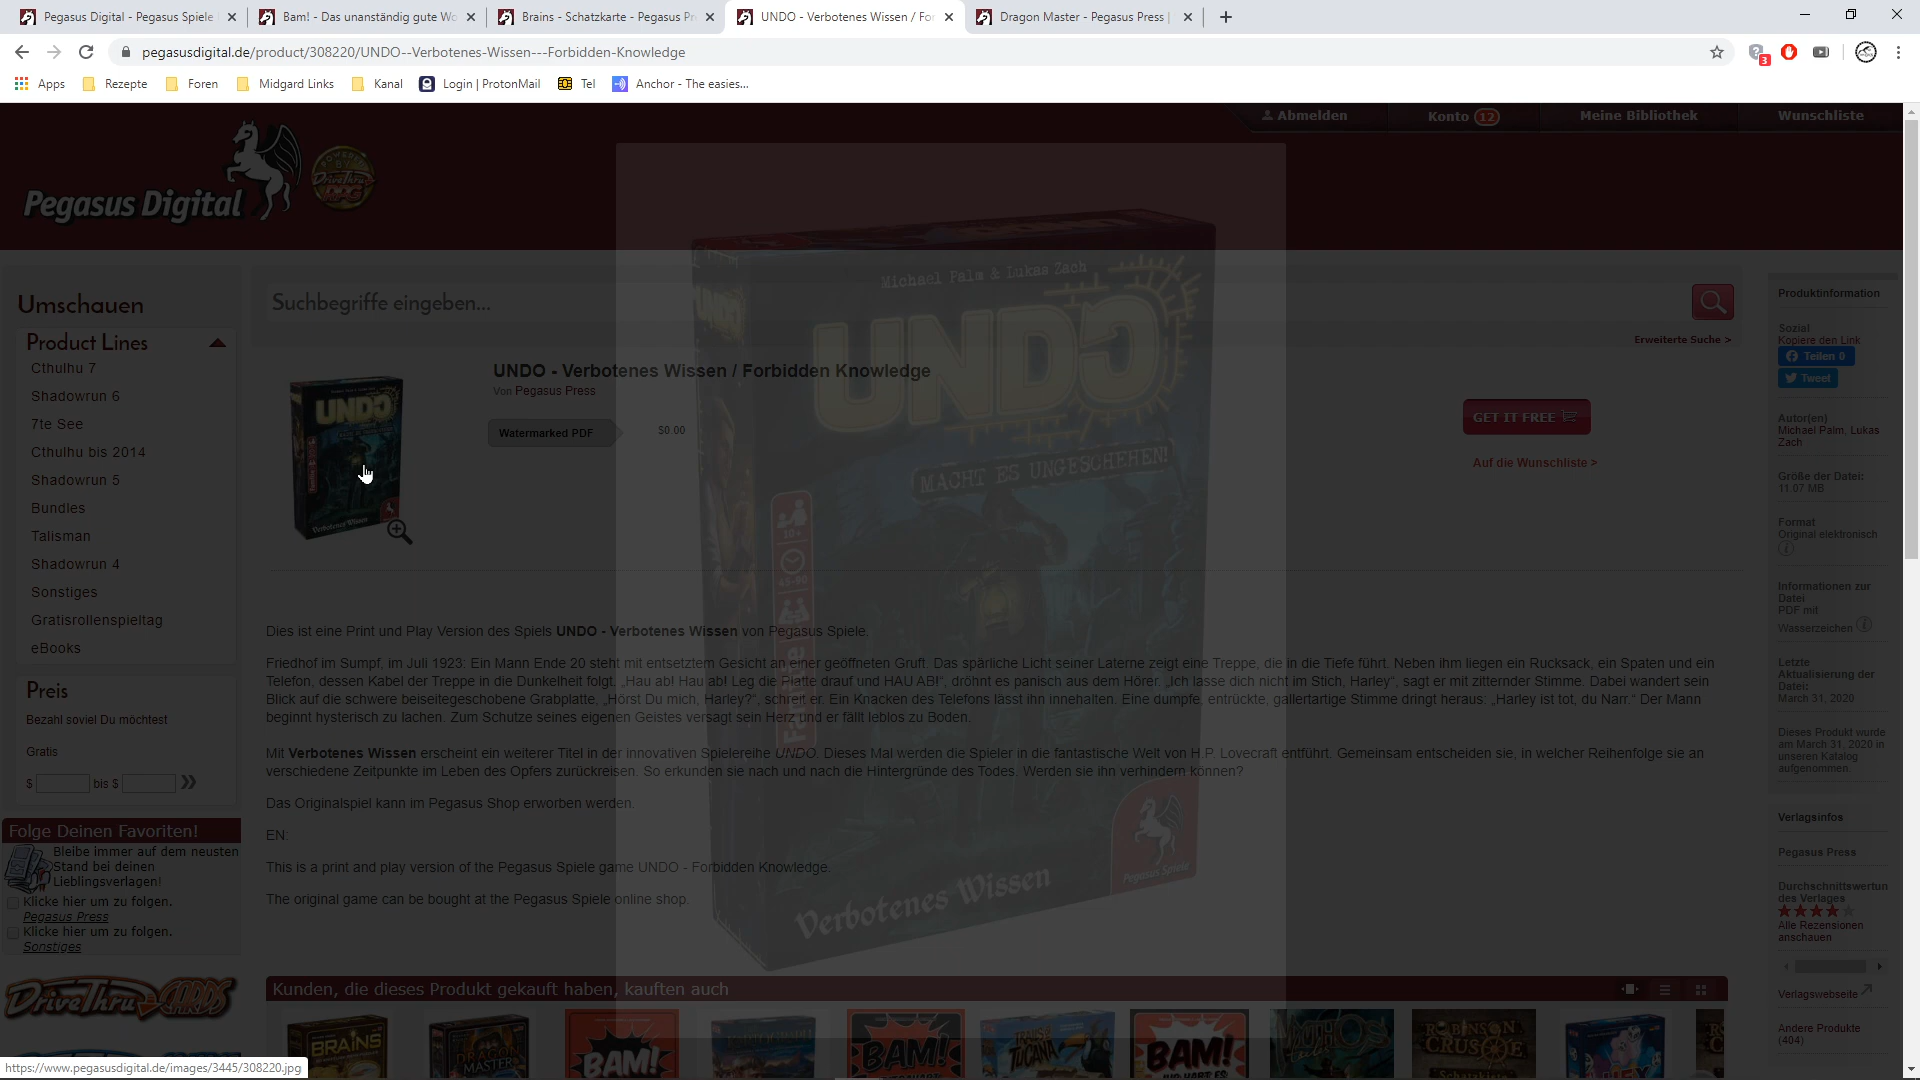 Pegasus Digital - Pegasus Spiele
Bam! - Das unanständig gute Wo
Brains - Schatzkarte - Pegasus Pr
UNDO - Verbotenes Wissen / For
Dragon Master - Pegasus Press |
pegasusdigital.de/product/308220/UNDO--Verbotenes-Wissen---Forbidden-Knowledge
3
Apps
Rezepte
Foren
Midgard Links
Kanal
Login | ProtonMail
Tel
Anchor - The easies...
Abmelden
Konto 12
Meine Bibliothek
Wunschliste
Pegasus Digital
POWERED BY
DriveThru RPG
Umschauen
Product Lines
Cthulhu 7
Shadowrun 6
7te See
Cthulhu bis 2014
Shadowrun 5
Bundles
Talisman
Shadowrun 4
Sonstiges
Gratisrollenspieltag
eBooks
Preis
Bezahl soviel Du möchtest
Gratis
$ bis $
Folge Deinen Favoriten!
Bleibe immer auf dem neusten
Stand bei deinen
Lieblingsverlagen!
Klicke hier um zu folgen.
Pegasus Press
Klicke hier um zu folgen.
Sonstiges
DriveThru CARDS
Suchbegriffe eingeben...
Erweiterte Suche >
UNDO
Verbotenes Wissen
UNDO - Verbotenes Wissen / Forbidden Knowledge
Von Pegasus Press
Watermarked PDF
$0.00
GET IT FREE
Auf die Wunschliste >
UNDO
Michael Palm & Lukas Zach
UNDO
MACHT ES UNGESCHEHEN!
10+
45-90
Familie
Verbotenes Wissen
Pegasus Spiele
Dies ist eine Print und Play Version des Spiels UNDO - Verbotenes Wissen von Pegasus Spiele.
Friedhof im Sumpf, im Juli 1923: Ein Mann Ende 20 steht mit entsetztem Gesicht an einer geöffneten Gruft. Das spärliche Licht seiner Laterne zeigt eine Treppe, die in die Tiefe führt. Neben ihm liegen ein Rucksack, ein Spaten und ein
Telefon, dessen Kabel der Treppe in die Dunkelheit folgt. „Hau ab! Hau ab! Leg die Platte drauf und HAU AB!“, dröhnt es panisch aus dem Hörer. „Ich lasse dich nicht im Stich, Harley“, sagt er mit zitternder Stimme. Dabei wandert sein
Blick auf die schwere beiseitegeschobene Grabplatte, „Hörst Du mich, Harley?“, schreit er. Ein Knacken des Telefons lässt ihn innehalten. Eine dumpfe, entrückte, gallertartige Stimme dringt heraus: „Harley ist tot, du Narr.“ Der Mann
beginnt hysterisch zu lachen. Zum Schutze seines eigenen Geistes versagt sein Herz und er fällt leblos zu Boden.
Mit Verbotenes Wissen erscheint ein weiterer Titel in der innovativen Spielereihe UNDO. Dieses Mal werden die Spieler in die fantastische Welt von H.P. Lovecraft entführt. Gemeinsam entscheiden sie, in welcher Reihenfolge sie an
verschiedene Zeitpunkte im Leben des Opfers zurückreisen. So erkunden sie nach und nach die Hintergründe des Todes. Werden sie ihn verhindern können?
Das Originalspiel kann im Pegasus Shop erworben werden.
EN:
This is a print and play version of the Pegasus Spiele game UNDO - Forbidden Knowledge.
The original game can be bought at the Pegasus Spiele online shop.
Kunden, die dieses Produkt gekauft haben, kauften auch
BRAINS
DRAGON MASTER
BAM!
BAM!
TUCANA
BAM!
MYTHOS
ROBINSON CRUSOE
Produktinformation
Sozial
Kopiere den Link
Teilen 0
Tweet
Autor(en)
Michael Palm, Lukas
Zach
Größe der Datei:
11.07 MB
Format
Original elektronisch
Informationen zur
Datei
PDF mit
Wasserzeichen
Letzte
Aktualisierung der
Datei:
March 31, 2020
Dieses Produkt wurde
am March 31, 2020 in
unseren Katalog
aufgenommen.
Verlagsinfos
Pegasus Press
Durchschnittswertun
des Verlages
Alle Rezensionen
anschauen
Verlagswebseite
Andere Produkte
(404)
https://www.pegasusdigital.de/images/3445/308220.jpg